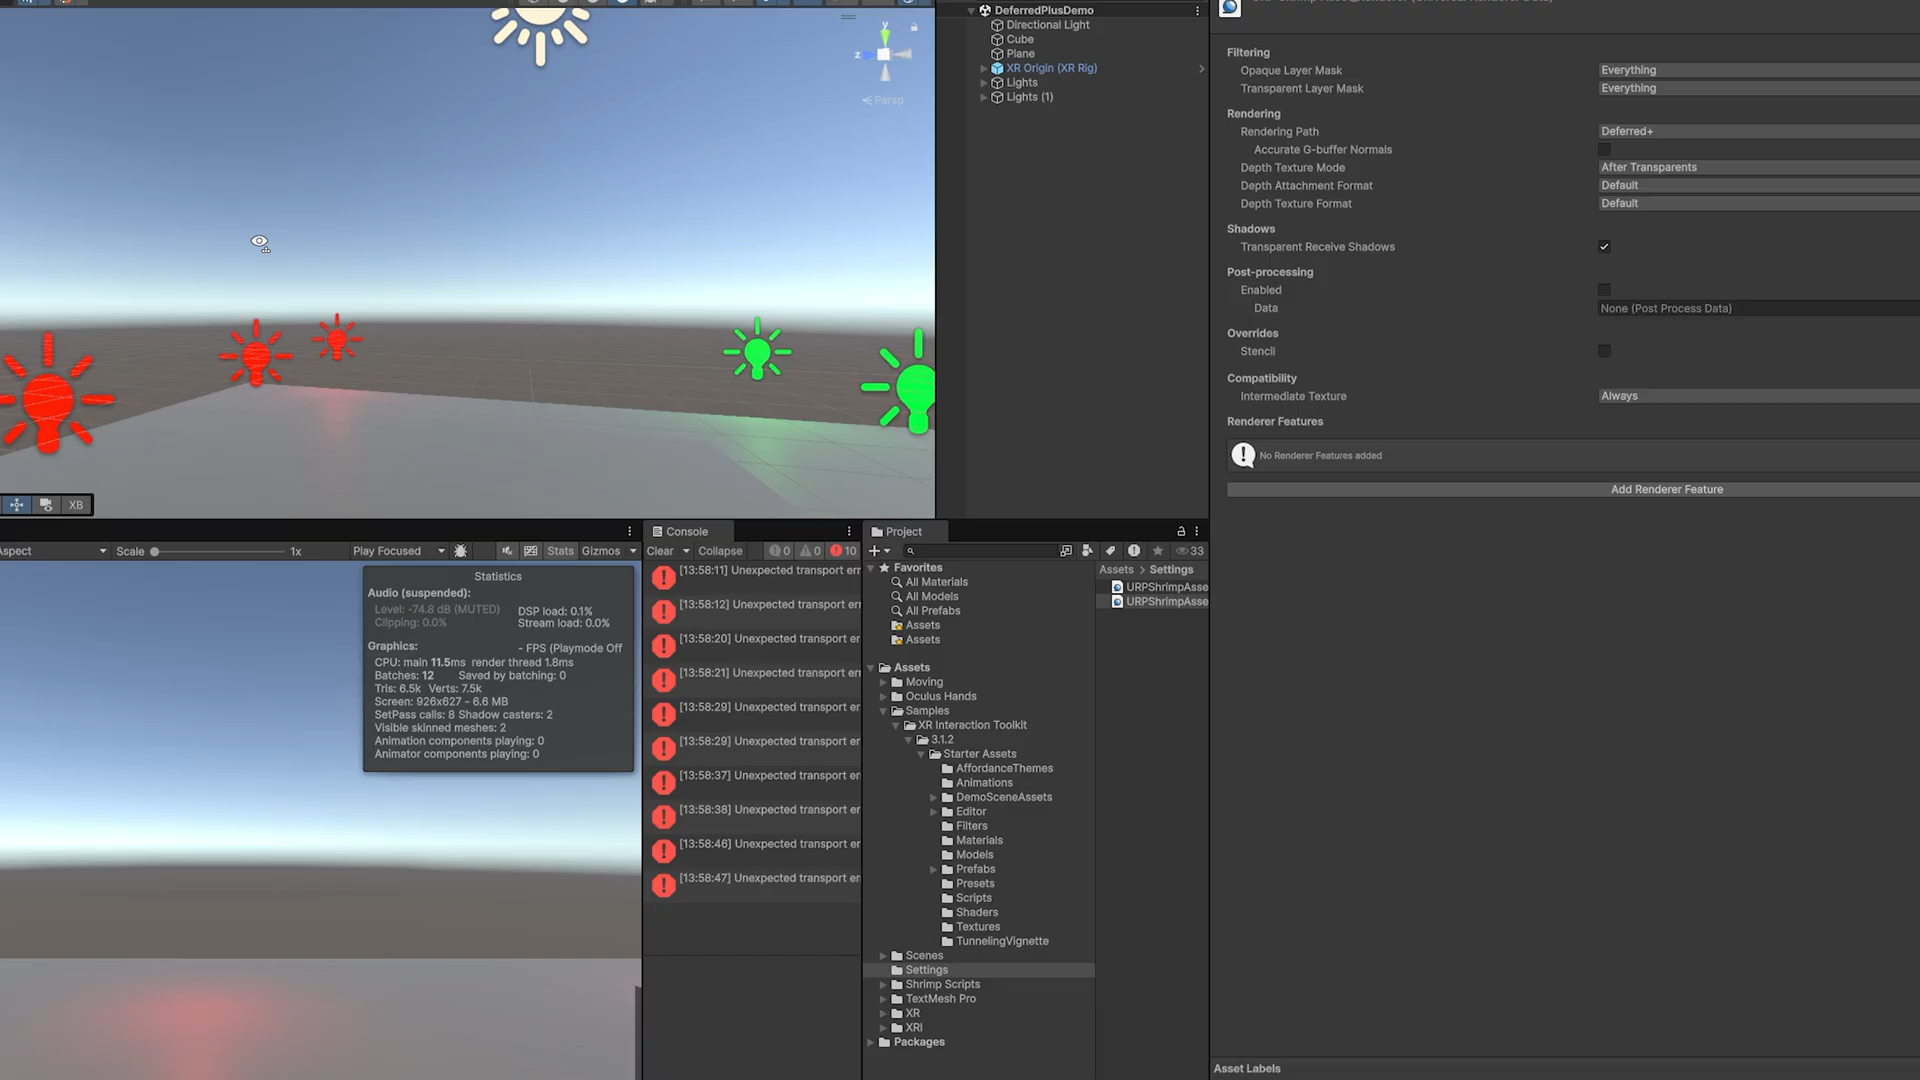 y
z
Persp
XB
DeferredPlusDemo
Directional Light
Cube
Plane
XR Origin (XR Rig)
Lights
Lights (1)
Filtering
Opaque Layer Mask Everything
Transparent Layer Mask Everything
Rendering
Rendering Path Deferred+
Accurate G-buffer Normals
Depth Texture Mode After Transparents
Depth Attachment Format Default
Depth Texture Format Default
Shadows
Transparent Receive Shadows
Post-processing
Enabled
Data None (Post Process Data)
Overrides
Stencil
Compatibility
Intermediate Texture Always
Renderer Features
No Renderer Features added
Add Renderer Feature
Asset Labels
Aspect Scale 1x Play Focused Stats Gizmos
Statistics
Audio (suspended):
Level: -74.8 dB (MUTED) DSP load: 0.1%
Clipping: 0.0% Stream load: 0.0%
Graphics: - FPS (Playmode Off
CPU: main 11.5ms render thread 1.8ms
Batches: 12 Saved by batching: 0
Tris: 6.5k Verts: 7.5k
Screen: 926x627 - 6.6 MB
SetPass calls: 8 Shadow casters: 2
Visible skinned meshes: 2
Animation components playing: 0
Animator components playing: 0
Console
Clear Collapse 0 0 10
[13:58:11] Unexpected transport err
[13:58:12] Unexpected transport err
[13:58:20] Unexpected transport er
[13:58:21] Unexpected transport er
[13:58:29] Unexpected transport er
[13:58:29] Unexpected transport er
[13:58:37] Unexpected transport er
[13:58:38] Unexpected transport er
[13:58:46] Unexpected transport er
[13:58:47] Unexpected transport er
Project
33
Favorites
All Materials
All Models
All Prefabs
Assets
Assets
Assets
Moving
Oculus Hands
Samples
XR Interaction Toolkit
3.1.2
Starter Assets
AffordanceThemes
Animations
DemoSceneAssets
Editor
Filters
Materials
Models
Prefabs
Presets
Scripts
Shaders
Textures
TunnelingVignette
Scenes
Settings
Shrimp Scripts
TextMesh Pro
XR
XRI
Packages
Assets > Settings
URPShrimpAsse
URPShrimpAsse